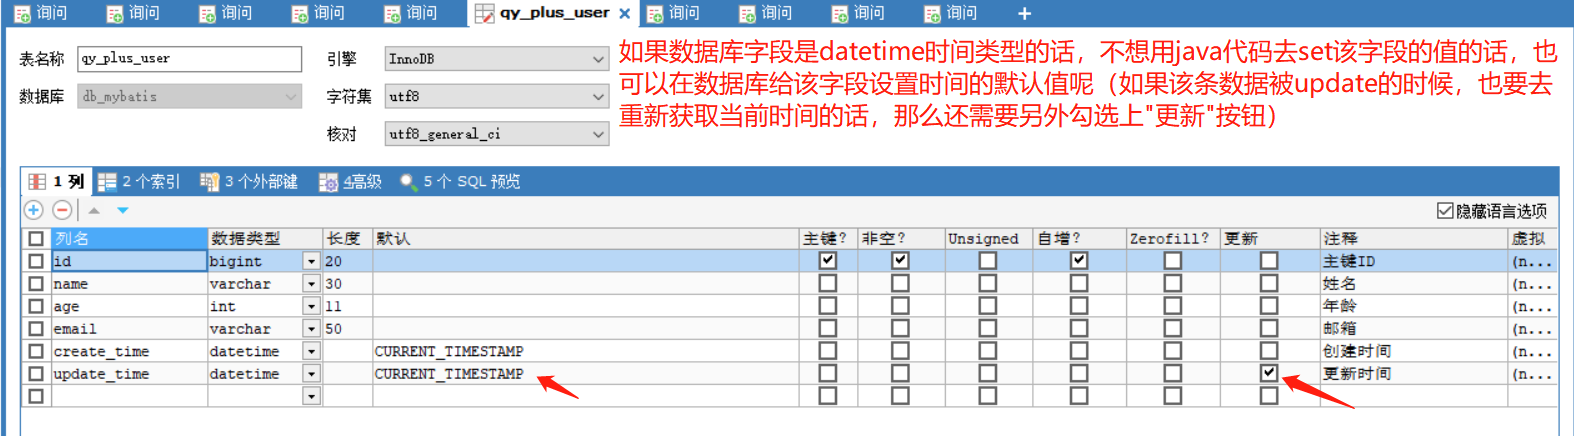 询问 询问 询问 询问 询问 qy_plus_user × 询问 询问 询问 询问 +
表名称 qy_plus_user 引擎 InnoDB
数据库 db_mybatis 字符集 utf8
核对 utf8_general_ci
如果数据库字段是datetime时间类型的话，不想用java代码去set该字段的值的话，也
可以在数据库给该字段设置时间的默认值呢（如果该条数据被update的时候，也要去
重新获取当前时间的话，那么还需要另外勾选上"更新"按钮）
1 列 2 个索引 3 个外部键 4高级 5 个 SQL 预览
隐藏语言选项
列名 数据类型 长度 默认 主键? 非空? Unsigned 自增? Zerofill? 更新 注释 虚拟
id bigint 20 主键ID (n...
name varchar 30 姓名 (n...
age int 11 年龄 (n...
email varchar 50 邮箱 (n...
create_time datetime CURRENT_TIMESTAMP 创建时间 (n...
update_time datetime CURRENT_TIMESTAMP 更新时间 (n...